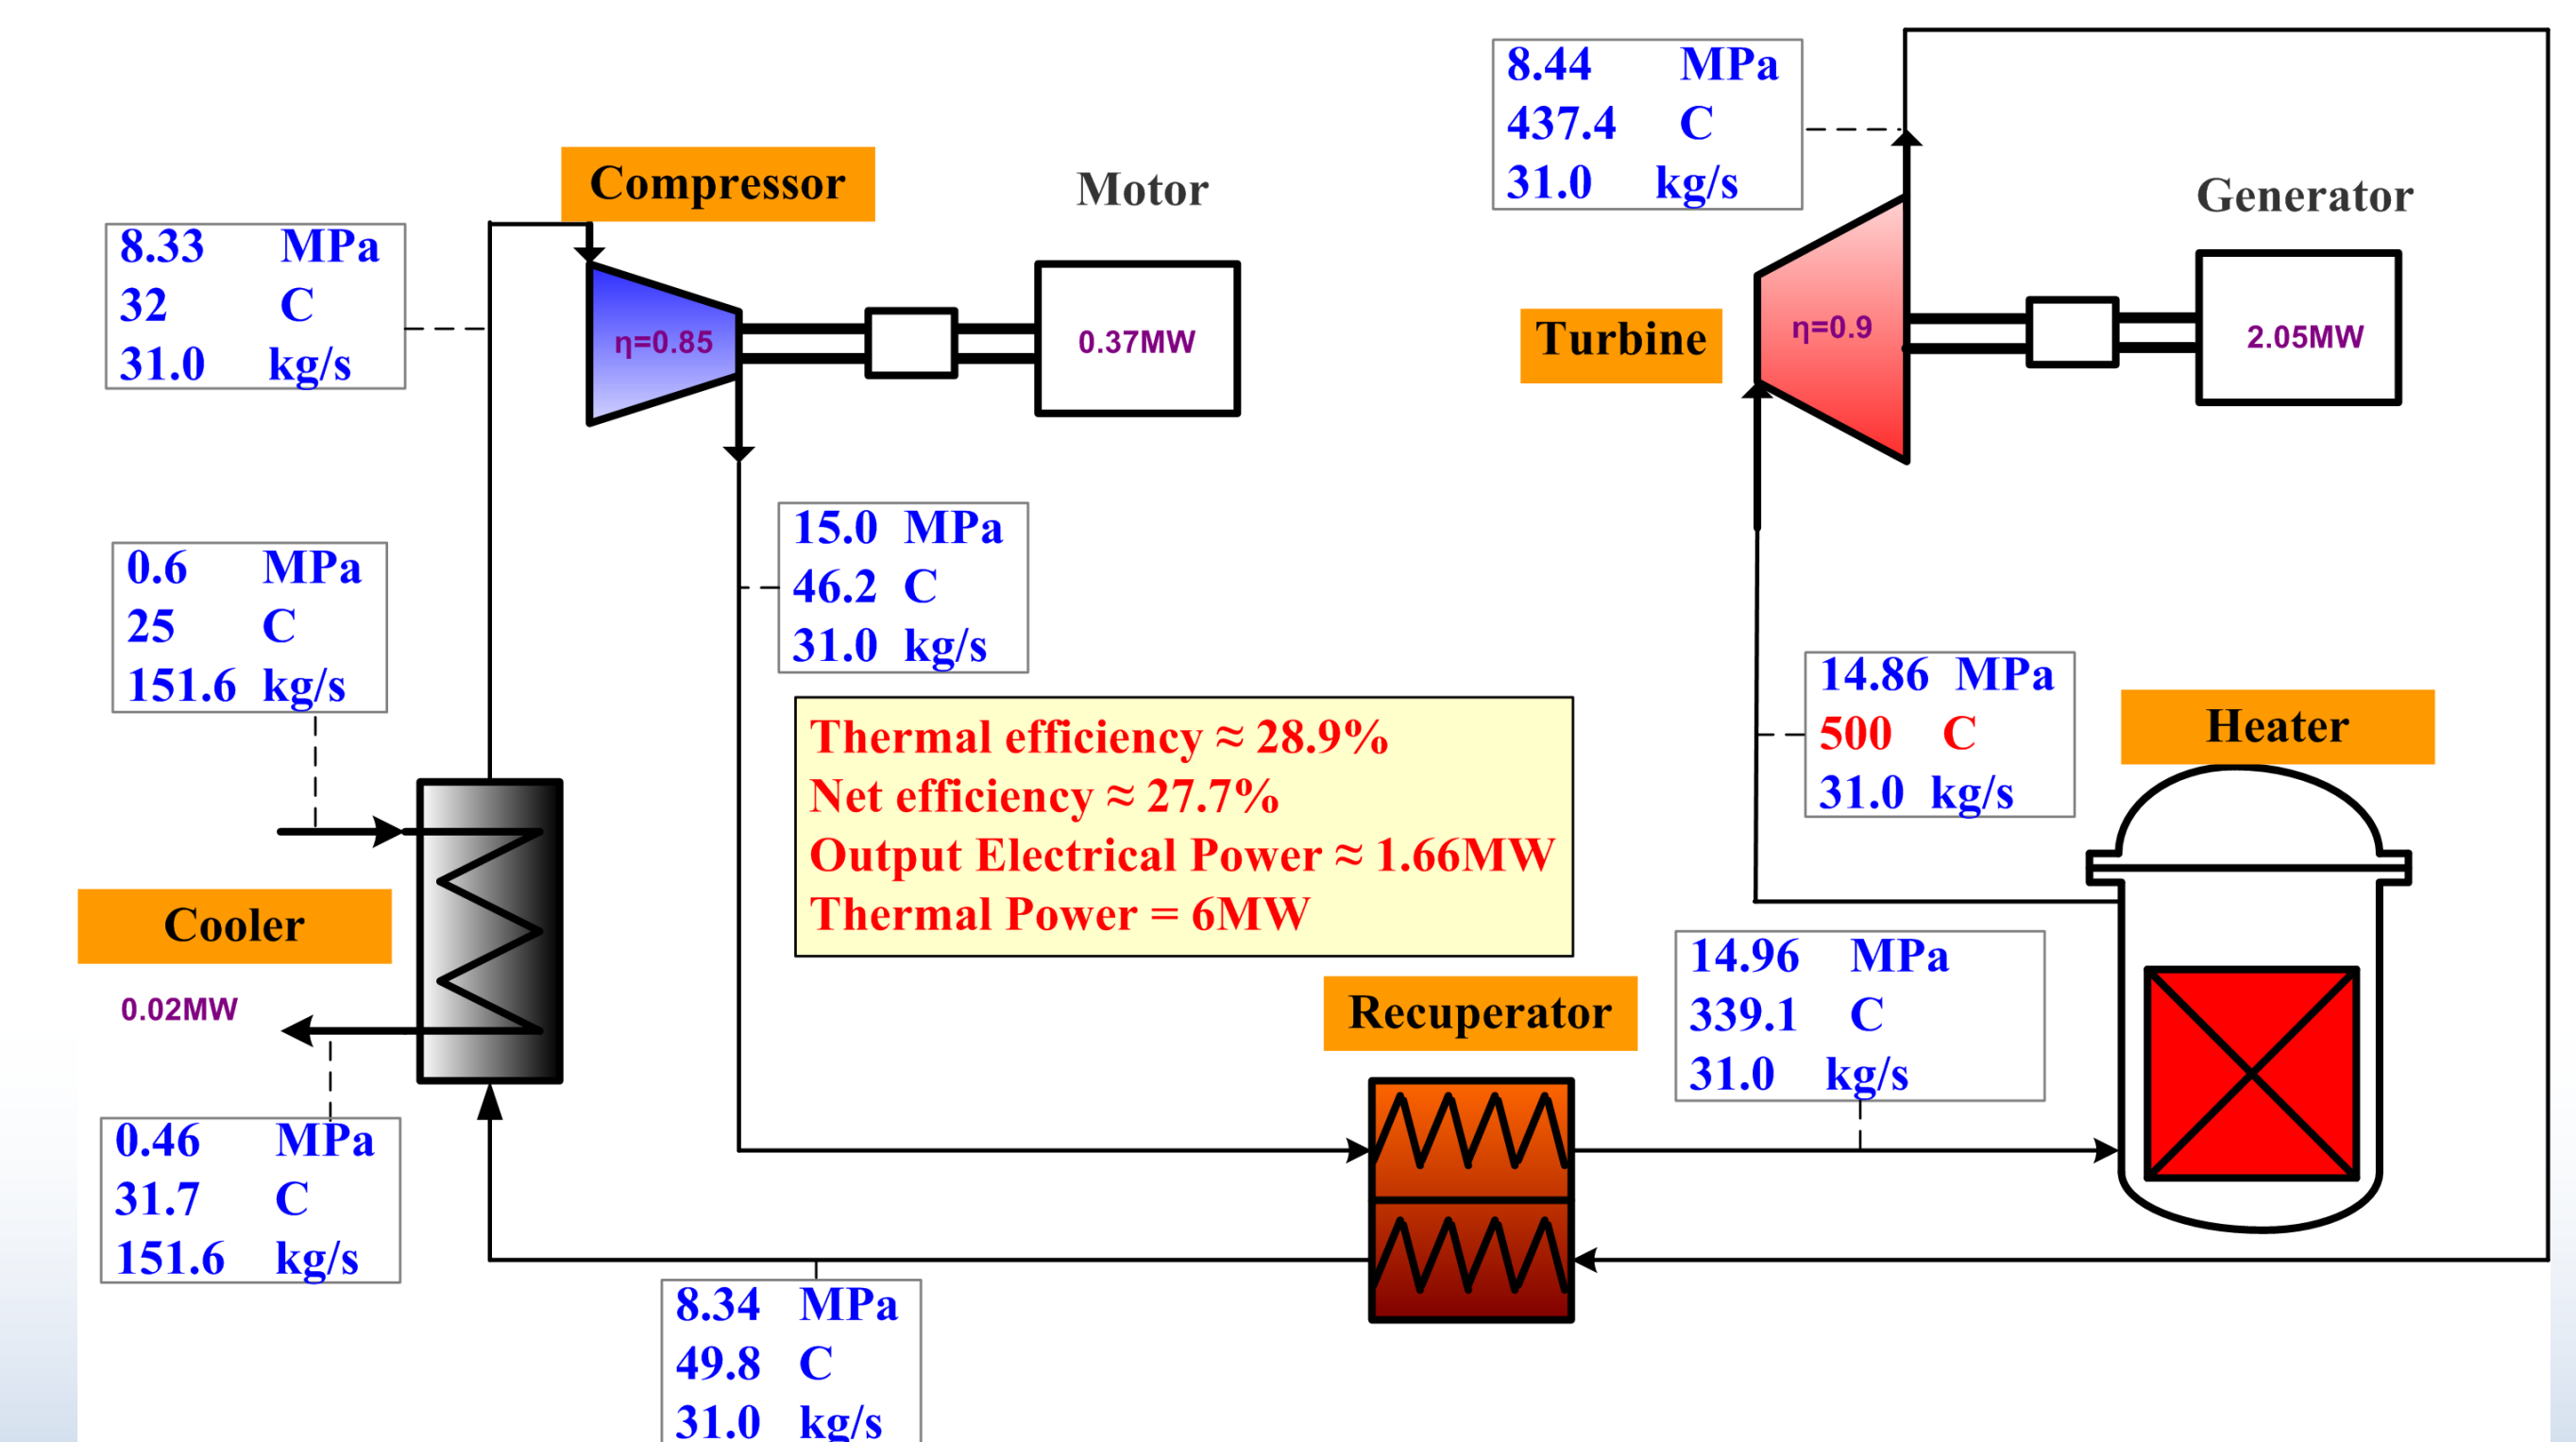 8.44 MPa
437.4 C
31.0 kg/s
Compressor
Motor
Generator
8.33 MPa
32 C
31.0 kg/s
η=0.85
0.37MW
Turbine
η=0.9
2.05MW
15.0 MPa
46.2 C
31.0 kg/s
0.6 MPa
25 C
151.6 kg/s
14.86 MPa
500 C
31.0 kg/s
Heater
Thermal efficiency ≈ 28.9%
Net efficiency ≈ 27.7%
Output Electrical Power ≈ 1.66MW
Thermal Power = 6MW
Cooler
0.02MW
14.96 MPa
339.1 C
31.0 kg/s
Recuperator
0.46 MPa
31.7 C
151.6 kg/s
8.34 MPa
49.8 C
31.0 kg/s